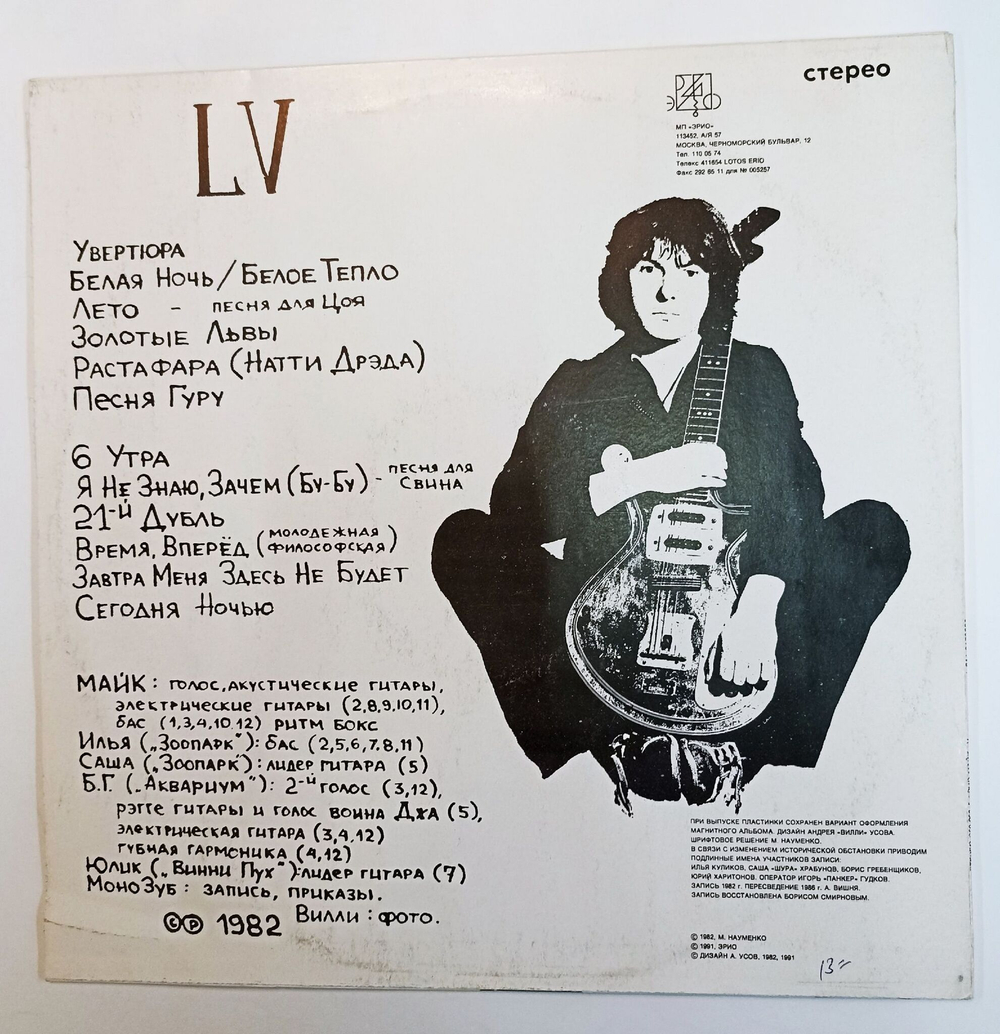 стерео
LV
ЭРИО
МП «ЭРИО»
113452, А/Я 57
МОСКВА, ЧЕРНОМОРСКИЙ БУЛЬВАР, 12
Тел. 110 06 74
Телекс 411654 LOTOS ERIO
Факс 292 65 11 для № 005257
УВЕРТЮРА
БЕЛАЯ НОЧЬ/БЕЛОЕ ТЕПЛО
ЛЕТО - ПЕСНЯ ДЛЯ ЦОЯ
ЗОЛОТЫЕ ЛЬВЫ
РАСТАФАРА (НАТТИ ДРЭДА)
ПЕСНЯ ГУРУ
6 УТРА
Я НЕ ЗНАЮ, ЗАЧЕМ (БУ-БУ) - ПЕСНЯ ДЛЯ СВИНА
21-Й ДУБЛЬ
ВРЕМЯ, ВПЕРЁД (МОЛОДЕЖНАЯ ФИЛОСОФСКАЯ)
ЗАВТРА МЕНЯ ЗДЕСЬ НЕ БУДЕТ
СЕГОДНЯ НОЧЬЮ
МАЙК: ГОЛОС, АКУСТИЧЕСКИЕ ГИТАРЫ,
ЭЛЕКТРИЧЕСКИЕ ГИТАРЫ (2,8,9,10,11),
БАС (1,3,4,10,12) РИТМ БОКС
ИЛЬЯ („ЗООПАРК"): БАС (2,5,6,7,8,11)
САША („ЗООПАРК"): ЛИДЕР ГИТАРА (5)
Б.Г. („АКВАРИУМ"): 2-Й ГОЛОС (3,12),
РЭГГЕ ГИТАРЫ И ГОЛОС ВОИНА ДЖА (5),
ЭЛЕКТРИЧЕСКАЯ ГИТАРА (3,4,12)
ГУБНАЯ ГАРМОНИКА (4,12)
ЮЛИК („ВИННИ ПУХ"): ЛИДЕР ГИТАРА (7)
МОНОЗУБ: ЗАПИСЬ, ПРИКАЗЫ.
ВИЛЛИ: ФОТО.
©℗ 1982
ПРИ ВЫПУСКЕ ПЛАСТИНКИ СОХРАНЕН ВАРИАНТ ОФОРМЛЕНИЯ
МАГНИТНОГО АЛЬБОМА. ДИЗАЙН АНДРЕЯ «ВИЛЛИ» УСОВА.
ШРИФТОВОЕ РЕШЕНИЕ М. НАУМЕНКО.
В СВЯЗИ С ИЗМЕНЕНИЕМ ИСТОРИЧЕСКОЙ ОБСТАНОВКИ ПРИВОДИМ
ПОДЛИННЫЕ ИМЕНА УЧАСТНИКОВ ЗАПИСИ:
ИЛЬЯ КУЛИКОВ, САША «ШУРА» ХРАБУНОВ, БОРИС ГРЕБЕНЩИКОВ,
ЮРИЙ ХАРИТОНОВ. ОПЕРАТОР ИГОРЬ «ПАНКЕР» ГУДКОВ.
ЗАПИСЬ 1982 г. ПЕРЕСВЕДЕНИЕ 1986 г. А. ВИШНЯ.
ЗАПИСЬ ВОССТАНОВЛЕНА БОРИСОМ СМИРНОВЫМ.
© 1982, М. НАУМЕНКО
© 1991, ЭРИО
© ДИЗАЙН А. УСОВ, 1982, 1991